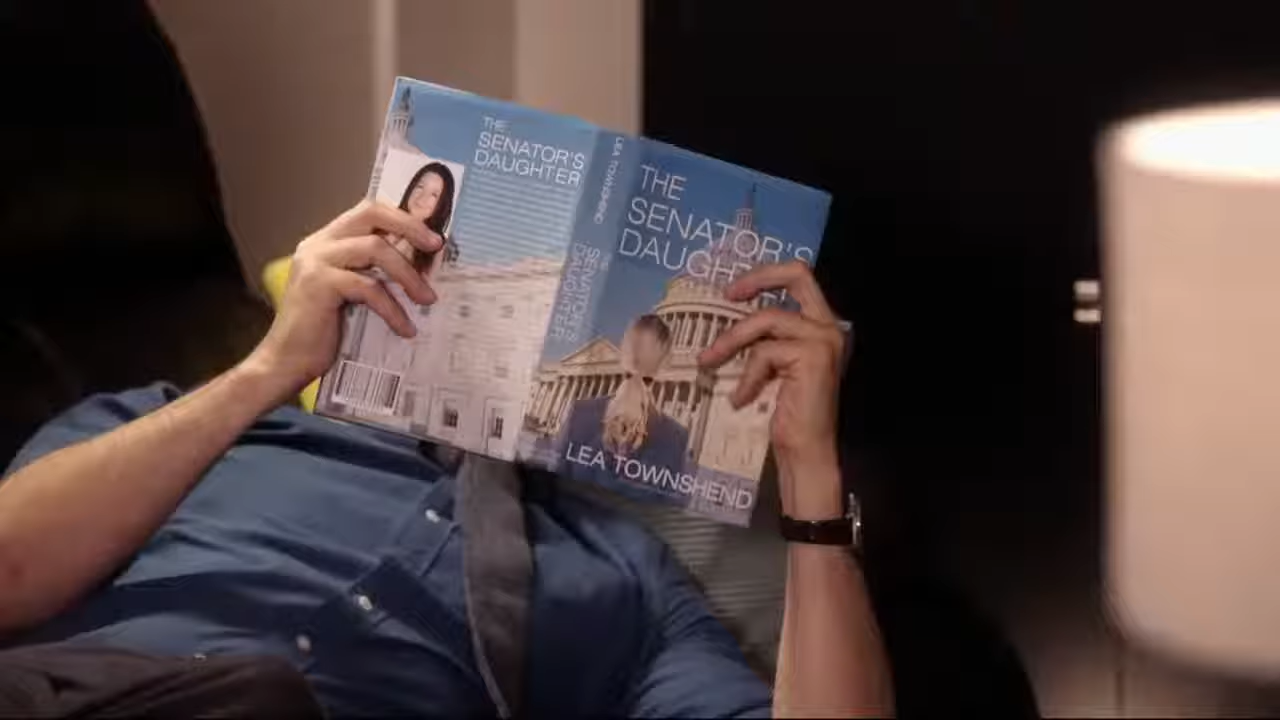 THE
SENATOR'S
DAUGHTER
LEA TOWNSHEND
THE
SENATOR'S
DAUGHTER
THE
SENATOR'S
DAUGHTER
LEA TOWNSHEND